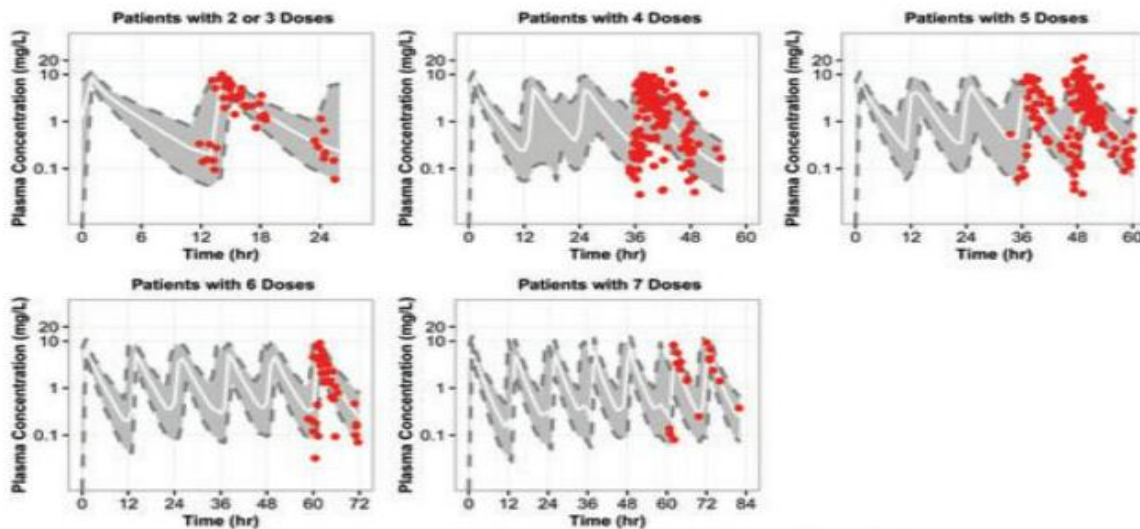 Patients with 2 or 3 Doses
Plasma Concentration (mg/L)
20
10
1
0.1
0 6 12 18 24
Time (hr)
Patients with 4 Doses
Plasma Concentration (mg/L)
20
10
1
0.1
0 12 24 36 48 60
Time (hr)
Patients with 5 Doses
Plasma Concentration (mg/L)
20
10
1
0.1
0 12 24 36 48 60
Time (hr)
Patients with 6 Doses
Plasma Concentration (mg/L)
20
10
1
0.1
0 12 24 36 48 60 72
Time (hr)
Patients with 7 Doses
Plasma Concentration (mg/L)
20
10
1
0.1
0 12 24 36 48 60 72 84
Time (hr)